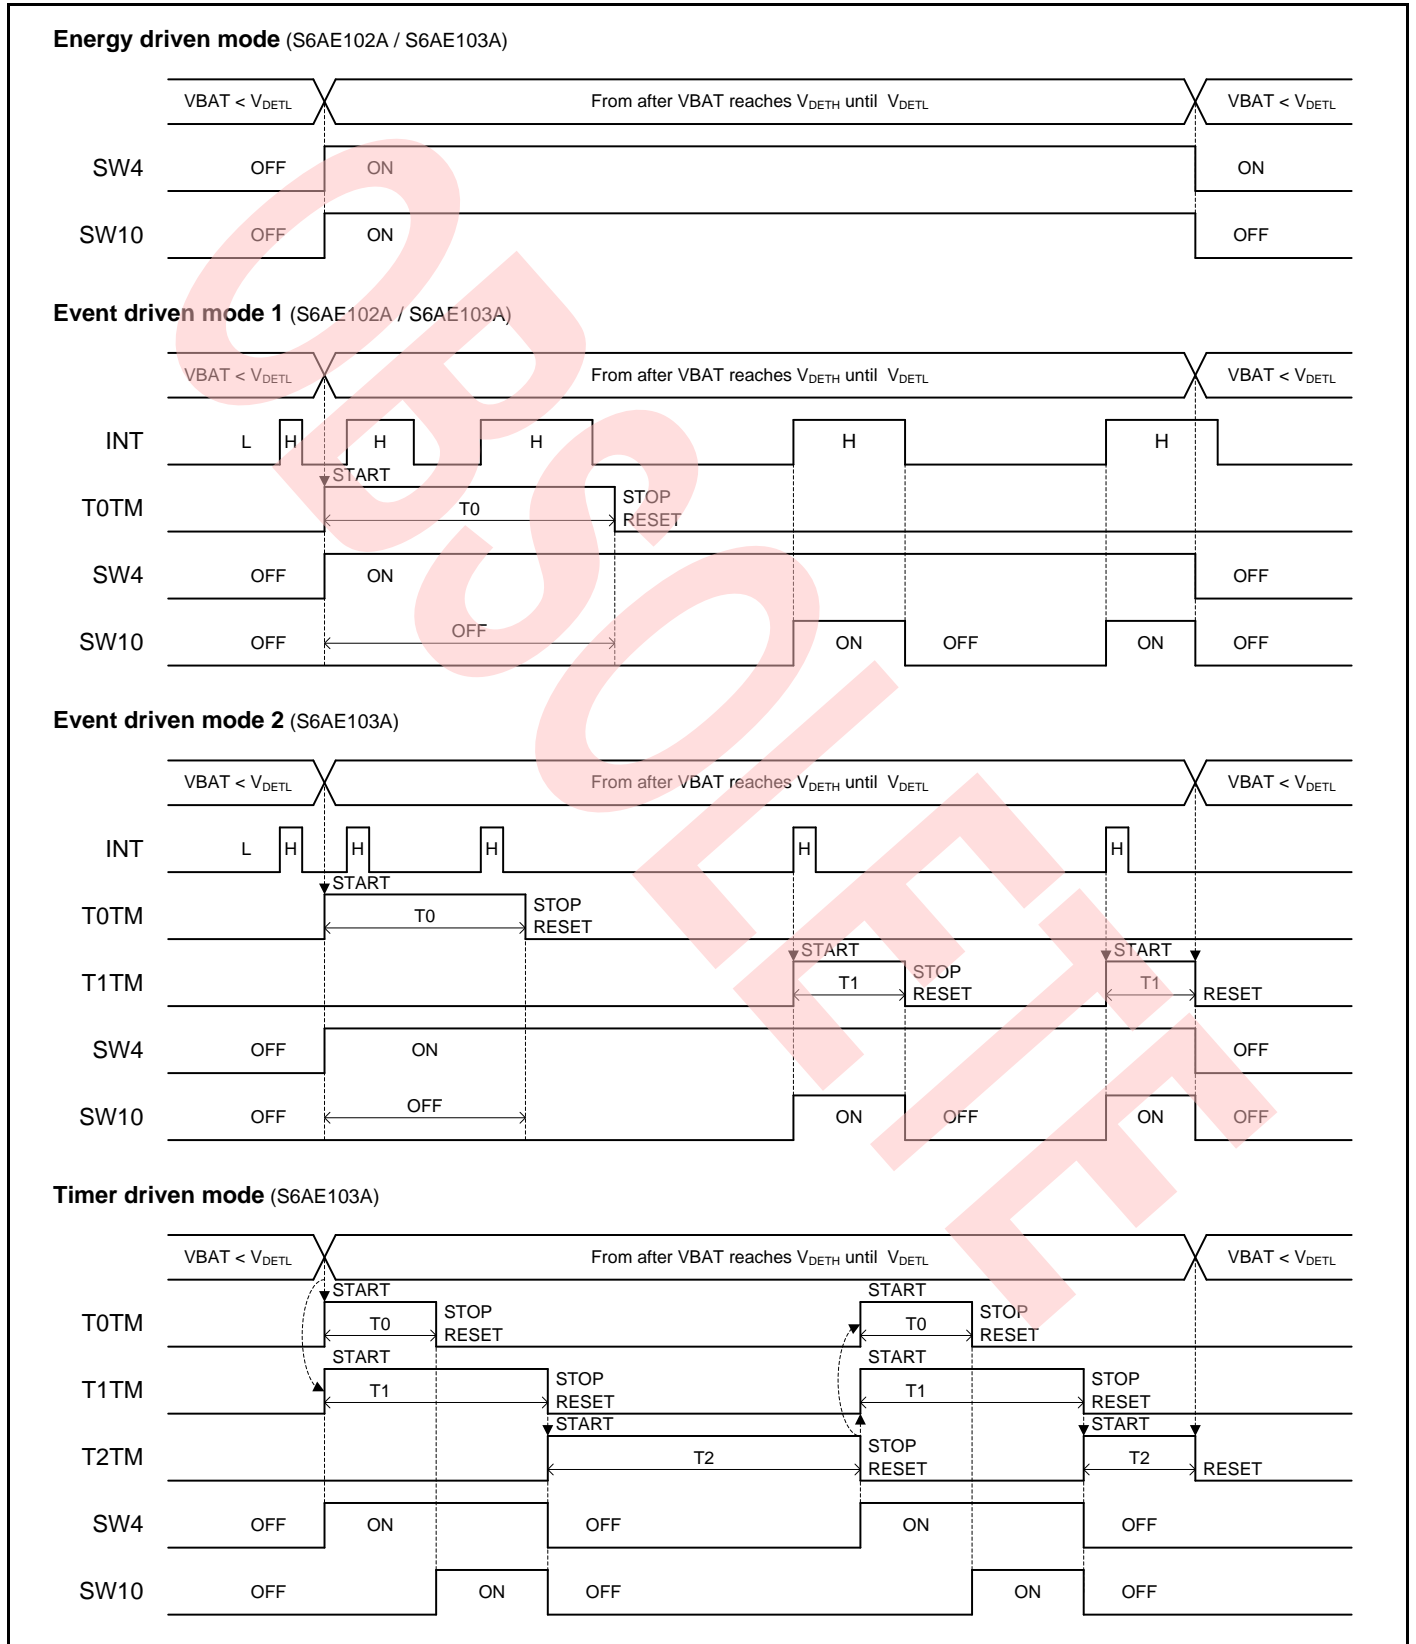 Energy driven mode (S6AE102A / S6AE103A)
VBAT < VDETL From after VBAT reaches VDETH until VDETL VBAT < VDETL
SW4 OFF ON ON
SW10 OFF ON OFF
Event driven mode 1 (S6AE102A / S6AE103A)
VBAT < VDETL From after VBAT reaches VDETH until VDETL VBAT < VDETL
INT L H H H H H
START
T0TM T0 STOP
RESET
SW4 OFF ON OFF
SW10 OFF OFF ON OFF ON OFF
Event driven mode 2 (S6AE103A)
VBAT < VDETL From after VBAT reaches VDETH until VDETL VBAT < VDETL
INT L H H H H H
START
T0TM T0 STOP
RESET
START START
T1TM T1 STOP
RESET T1 RESET
SW4 OFF ON OFF
SW10 OFF OFF ON OFF ON OFF
Timer driven mode (S6AE103A)
VBAT < VDETL From after VBAT reaches VDETH until VDETL VBAT < VDETL
START START
T0TM T0 STOP
RESET T0 STOP
RESET
START START
T1TM T1 STOP
RESET T1 STOP
RESET
START START
T2TM T2 STOP
RESET T2 RESET
SW4 OFF ON OFF ON OFF
SW10 OFF ON OFF ON OFF
OBSOLETE